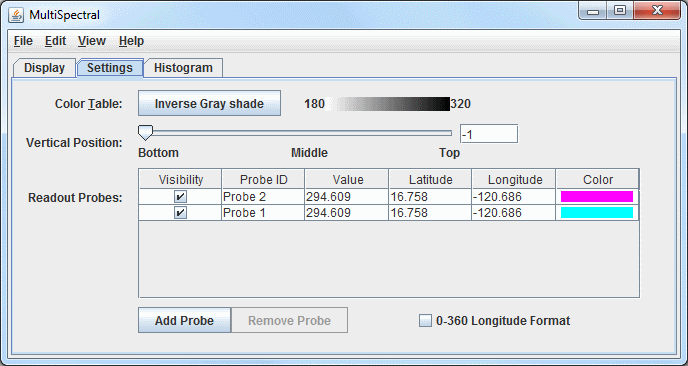 MultiSpectral
File Edit View Help
Display Settings Histogram
Color Table: Inverse Gray shade 180 320
Vertical Position: -1
Bottom Middle Top
Readout Probes:
Visibility Probe ID Value Latitude Longitude Color
Probe 2 294.609 16.758 -120.686
Probe 1 294.609 16.758 -120.686
Add Probe Remove Probe 0-360 Longitude Format